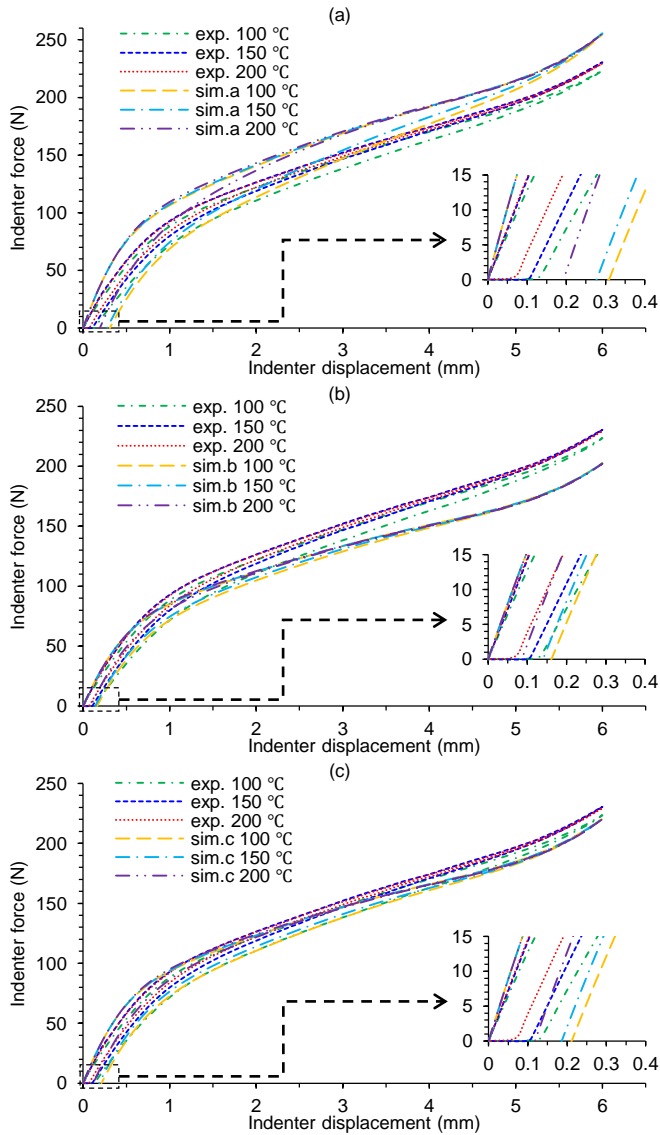 (a)
250
200
150
100
50
0
Indenter force (N)
exp. 100 ℃
exp. 150 ℃
exp. 200 ℃
sim.a 100 ℃
sim.a 150 ℃
sim.a 200 ℃
15
10
5
0
0 0.1 0.2 0.3 0.4
0 1 2 3 4 5 6
Indenter displacement (mm)
(b)
250
200
150
100
50
0
Indenter force (N)
exp. 100 ℃
exp. 150 ℃
exp. 200 ℃
sim.b 100 ℃
sim.b 150 ℃
sim.b 200 ℃
15
10
5
0
0 0.1 0.2 0.3 0.4
0 1 2 3 4 5 6
Indenter displacement (mm)
(c)
250
200
150
100
50
0
Indenter force (N)
exp. 100 ℃
exp. 150 ℃
exp. 200 ℃
sim.c 100 ℃
sim.c 150 ℃
sim.c 200 ℃
15
10
5
0
0 0.1 0.2 0.3 0.4
0 1 2 3 4 5 6
Indenter displacement (mm)